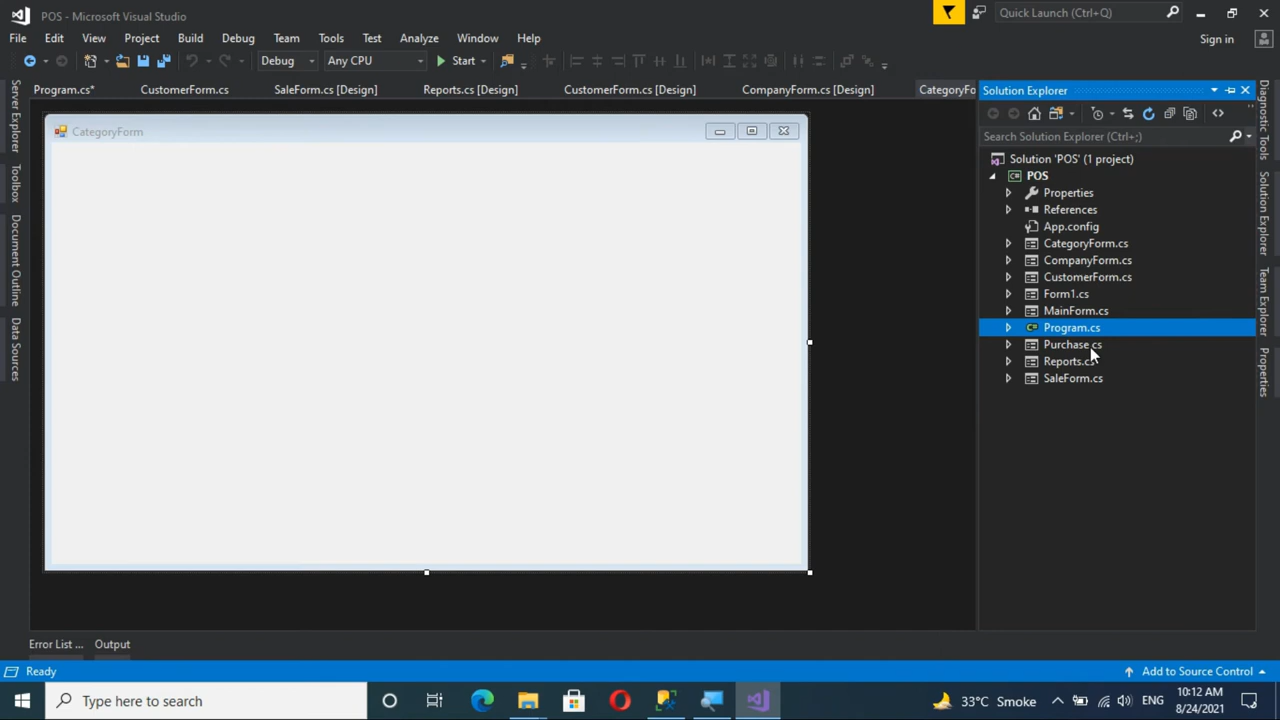 POS - Microsoft Visual Studio
Quick Launch (Ctrl+Q)
File Edit View Project Build Debug Team Tools Test Analyze Window Help
Sign in
Debug Any CPU Start
Program.cs* CustomerForm.cs SaleForm.cs [Design] Reports.cs [Design] CustomerForm.cs [Design] CompanyForm.cs [Design] CategoryFo
Server Explorer
Toolbox
Document Outline
Data Sources
CategoryForm
Solution Explorer
Search Solution Explorer (Ctrl+;)
Solution 'POS' (1 project)
POS
Properties
References
App.config
CategoryForm.cs
CompanyForm.cs
CustomerForm.cs
Form1.cs
MainForm.cs
Program.cs
Purchase.cs
Reports.cs
SaleForm.cs
Diagnostic Tools
Solution Explorer
Team Explorer
Properties
Error List ... Output
Ready
Add to Source Control
Type here to search
33°C Smoke
ENG
10:12 AM
8/24/2021